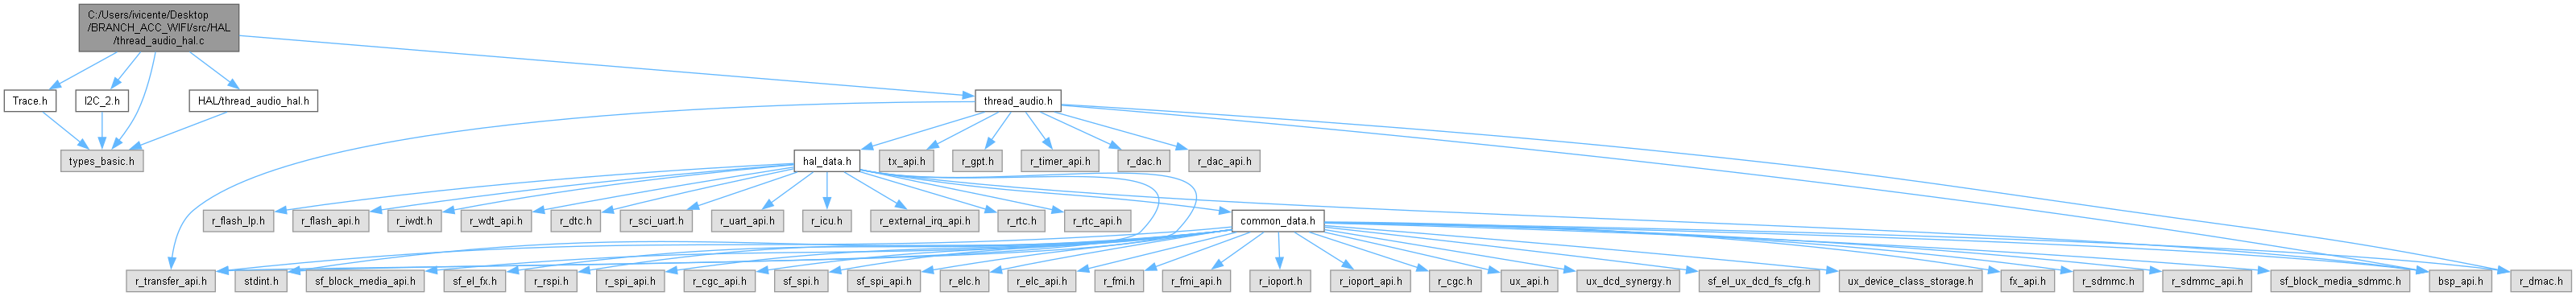 C:/Users/ivicente/Desktop
/BRANCH_ACC_WIFI/src/HAL
/thread_audio_hal.c
Trace.h
I2C_2.h
HAL/thread_audio_hal.h
thread_audio.h
types_basic.h
hal_data.h
tx_api.h
r_gpt.h
r_timer_api.h
r_dac.h
r_dac_api.h
r_flash_lp.h
r_flash_api.h
r_iwdt.h
r_wdt_api.h
r_dtc.h
r_sci_uart.h
r_uart_api.h
r_icu.h
r_external_irq_api.h
r_rtc.h
r_rtc_api.h
common_data.h
r_transfer_api.h
stdint.h
sf_block_media_api.h
sf_el_fx.h
r_rspi.h
r_spi_api.h
r_cgc_api.h
sf_spi.h
sf_spi_api.h
r_elc.h
r_elc_api.h
r_fmi.h
r_fmi_api.h
r_ioport.h
r_ioport_api.h
r_cgc.h
ux_api.h
ux_dcd_synergy.h
sf_el_ux_dcd_fs_cfg.h
ux_device_class_storage.h
fx_api.h
r_sdmmc.h
r_sdmmc_api.h
sf_block_media_sdmmc.h
bsp_api.h
r_dmac.h